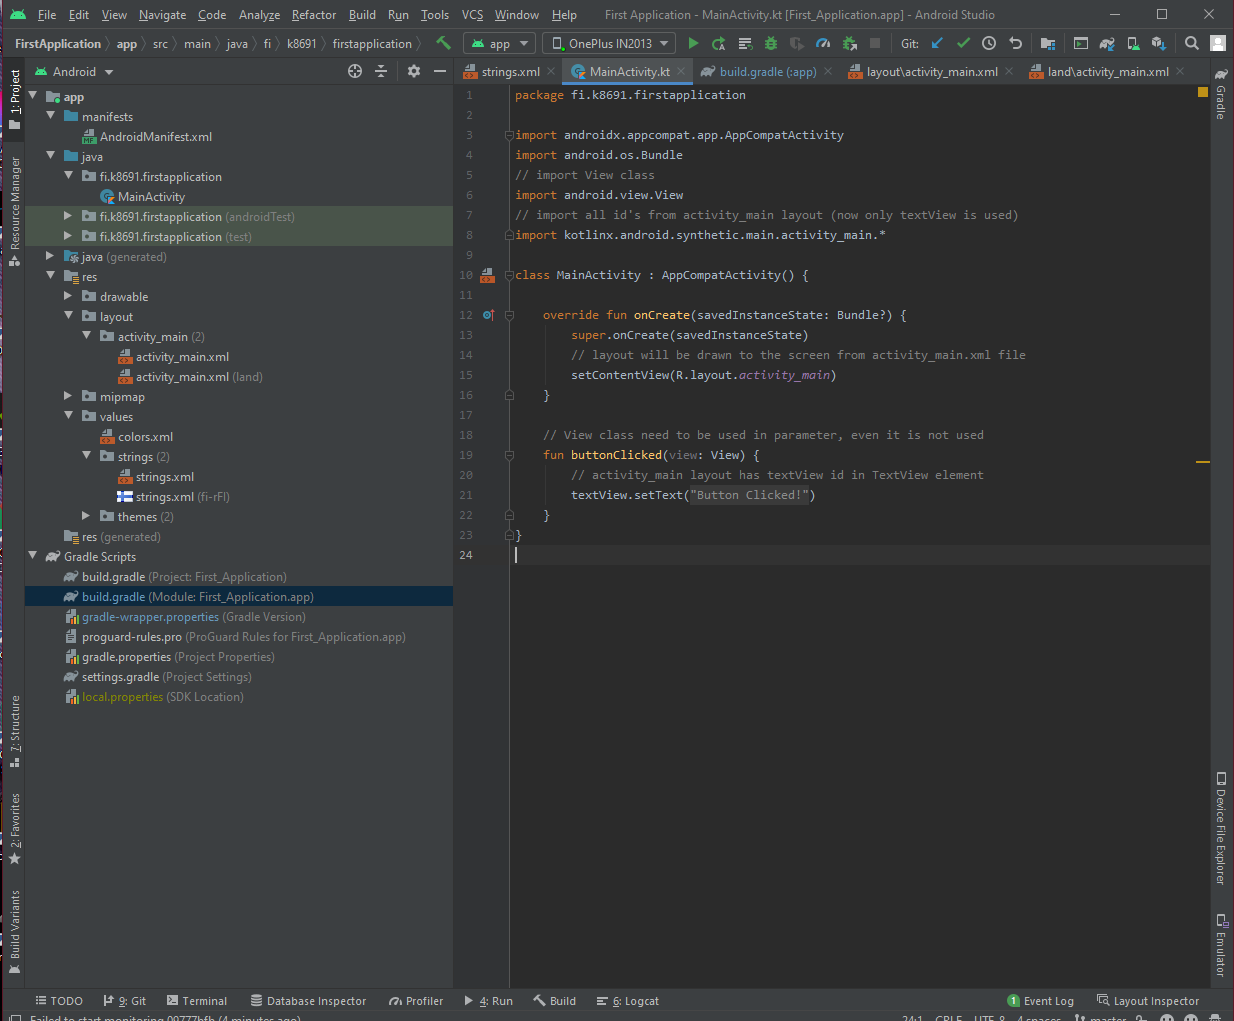 File Edit View Navigate Code Analyze Refactor Build Run Tools VCS Window Help First Application - MainActivity.kt [First_Application.app] - Android Studio
FirstApplication app src main java fi k8691 firstapplication app OnePlus IN2013 Git:
Android
strings.xml MainActivity.kt build.gradle (:app) layout\activity_main.xml land\activity_main.xml
1: Project
Resource Manager
7: Structure
2: Favorites
Build Variants
app
manifests
AndroidManifest.xml
java
fi.k8691.firstapplication
MainActivity
fi.k8691.firstapplication (androidTest)
fi.k8691.firstapplication (test)
java (generated)
res
drawable
layout
activity_main (2)
activity_main.xml
activity_main.xml (land)
mipmap
values
colors.xml
strings (2)
strings.xml
strings.xml (fi-rFI)
themes (2)
res (generated)
Gradle Scripts
build.gradle (Project: First_Application)
build.gradle (Module: First_Application.app)
gradle-wrapper.properties (Gradle Version)
proguard-rules.pro (ProGuard Rules for First_Application.app)
gradle.properties (Project Properties)
settings.gradle (Project Settings)
local.properties (SDK Location)
1 package fi.k8691.firstapplication
2
3 import androidx.appcompat.app.AppCompatActivity
4 import android.os.Bundle
5 // import View class
6 import android.view.View
7 // import all id's from activity_main layout (now only textView is used)
8 import kotlinx.android.synthetic.main.activity_main.*
9
10 class MainActivity : AppCompatActivity() {
11
12 override fun onCreate(savedInstanceState: Bundle?) {
13 super.onCreate(savedInstanceState)
14 // layout will be drawn to the screen from activity_main.xml file
15 setContentView(R.layout.activity_main)
16 }
17
18 // View class need to be used in parameter, even it is not used
19 fun buttonClicked(view: View) {
20 // activity_main layout has textView id in TextView element
21 textView.setText("Button Clicked!")
22 }
23 }
24
Gradle
Device File Explorer
Emulator
TODO 9: Git Terminal Database Inspector Profiler 4: Run Build 6: Logcat 1 Event Log Layout Inspector
Failed to start monitoring 09777bfb (4 minutes ago) 24:1 CRLF UTF-8 4 spaces master